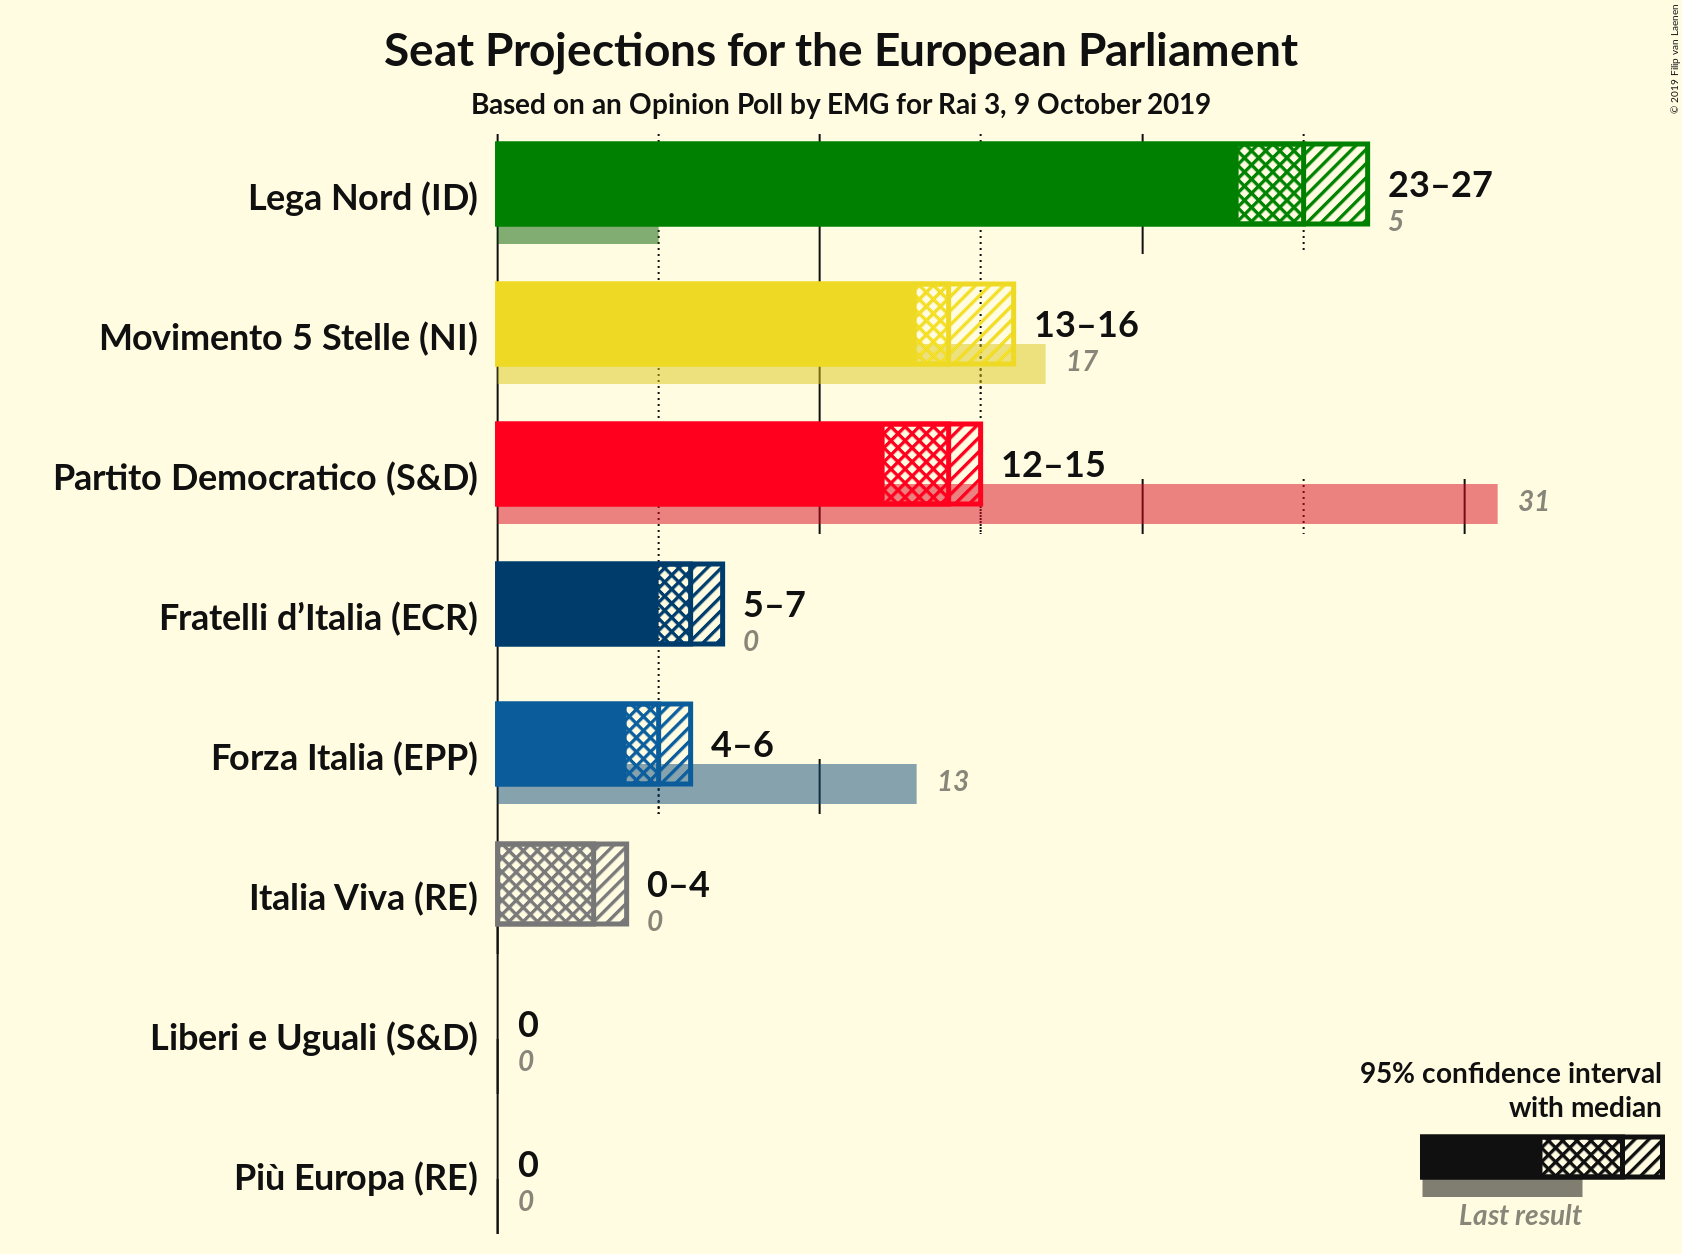 Seat Projections for the European Parliament
Based on an Opinion Poll by EMG for Rai 3, 9 October 2019
© 2019 Filip van Laenen
Lega Nord (ID)
23–27
5
Movimento 5 Stelle (NI)
13–16
17
Partito Democratico (S&D)
12–15
31
Fratelli d’Italia (ECR)
5–7
0
Forza Italia (EPP)
4–6
13
Italia Viva (RE)
0–4
0
Liberi e Uguali (S&D)
0
0
Più Europa (RE)
0
0
95% confidence interval
with median
Last result